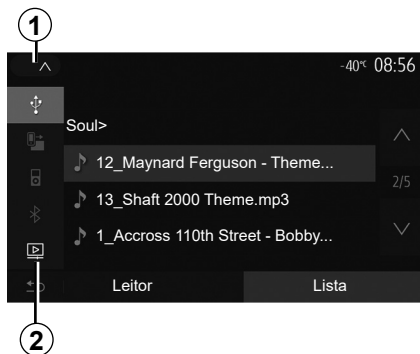 1
-40°C 08:56
Soul>
12_Maynard Ferguson - Theme...
13_Shaft 2000 Theme.mp3
2/5
1_Accross 110th Street - Bobby...
Leitor Lista
2